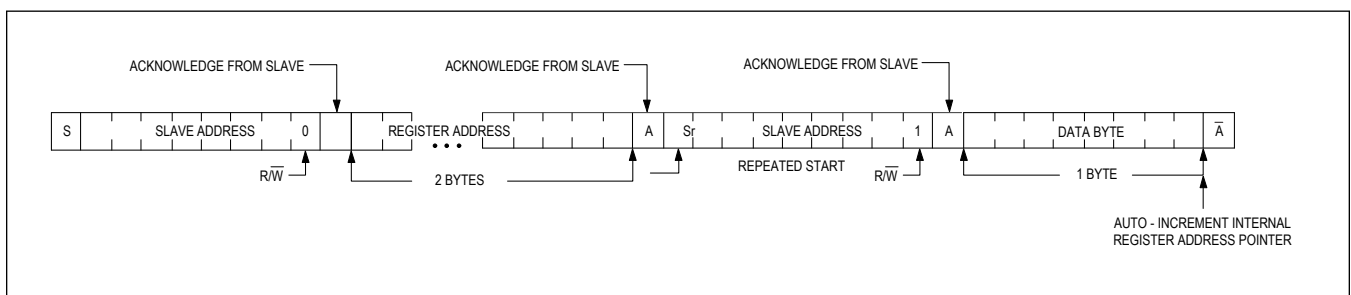 ACKNOWLEDGE FROM SLAVE ACKNOWLEDGE FROM SLAVE ACKNOWLEDGE FROM SLAVE
S SLAVE ADDRESS 0 REGISTER ADDRESS A Sr SLAVE ADDRESS 1 A DATA BYTE A̅
• • •
R/W̅ 2 BYTES REPEATED START R/W̅ 1 BYTE
AUTO - INCREMENT INTERNAL
REGISTER ADDRESS POINTER